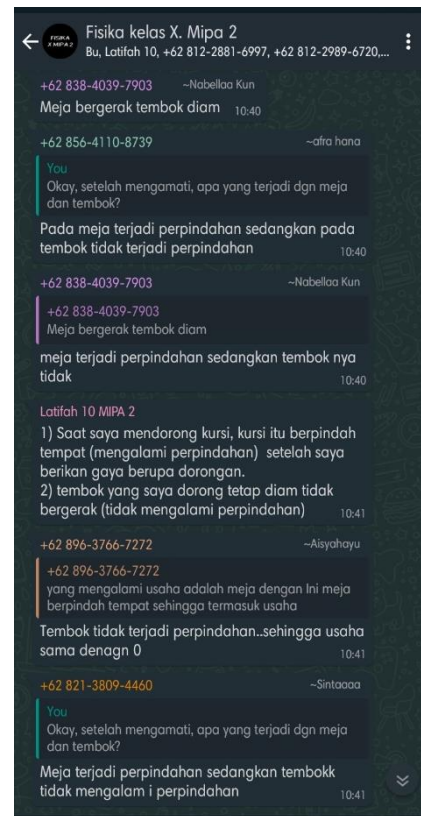 FISIKA
X MIPA 2
Fisika kelas X. Mipa 2
Bu, Latifah 10, +62 812-2881-6997, +62 812-2989-6720,...
+62 838-4039-7903 ~Nabellaa Kun
Meja bergerak tembok diam 10:40
+62 856-4110-8739 ~afra hana
You
Okay, setelah mengamati, apa yang terjadi dgn meja
dan tembok?
Pada meja terjadi perpindahan sedangkan pada
tembok tidak terjadi perpindahan 10:40
+62 838-4039-7903 ~Nabellaa Kun
+62 838-4039-7903
Meja bergerak tembok diam
meja terjadi perpindahan sedangkan tembok nya
tidak 10:40
Latifah 10 MIPA 2
1) Saat saya mendorong kursi, kursi itu berpindah
tempat (mengalami perpindahan) setelah saya
berikan gaya berupa dorongan.
2) tembok yang saya dorong tetap diam tidak
bergerak (tidak mengalami perpindahan) 10:41
+62 896-3766-7272 ~Aisyahayu
+62 896-3766-7272
yang mengalami usaha adalah meja dengan Ini meja
berpindah tempat sehingga termasuk usaha
Tembok tidak terjadi perpindahan..sehingga usaha
sama denagn 0 10:41
+62 821-3809-4460 ~Sintaaaa
You
Okay, setelah mengamati, apa yang terjadi dgn meja
dan tembok?
Meja terjadi perpindahan sedangkan tembokk
tidak mengalam i perpindahan 10:41